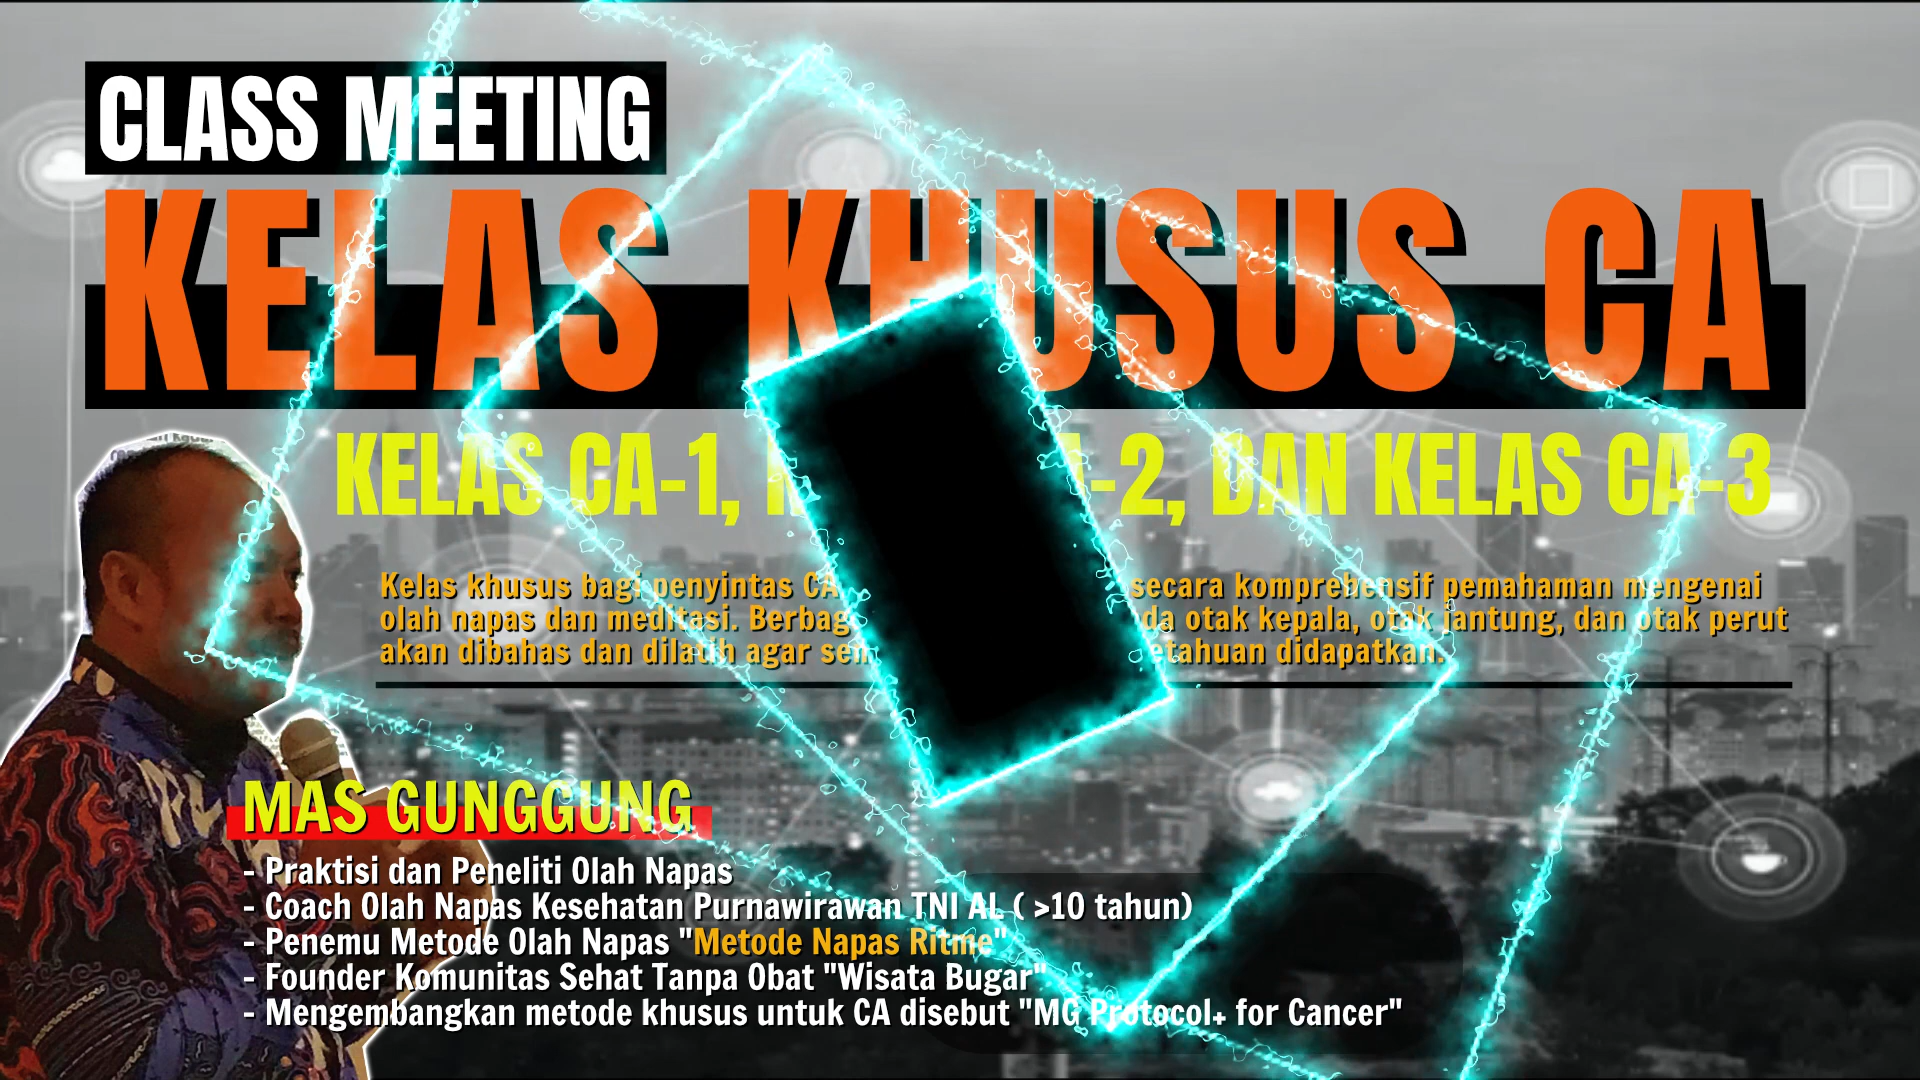 CLASS MEETING
KELAS KHUSUS CA
KELAS CA-1, A-2, DAN KELAS CA-3
Kelas khusus bagi penyintas CA secara komprehensif pemahaman mengenai
olah napas dan meditasi. otak kepala, otak jantung, dan otak perut
akan dibahas dan dilatih agar didapatkan.
MAS GUNGGUNG
- Praktisi dan Peneliti Olah Napas
- Coach Olah Napas Kesehatan Purnawirawan TNI AL ( >10 tahun)
- Penemu Metode Olah Napas "Metode Napas Ritme"
- Founder Komunitas Sehat Tanpa Obat "Wisata Bugar"
- Mengembangkan metode khusus untuk CA disebut "MG Protocol+ for Cancer"